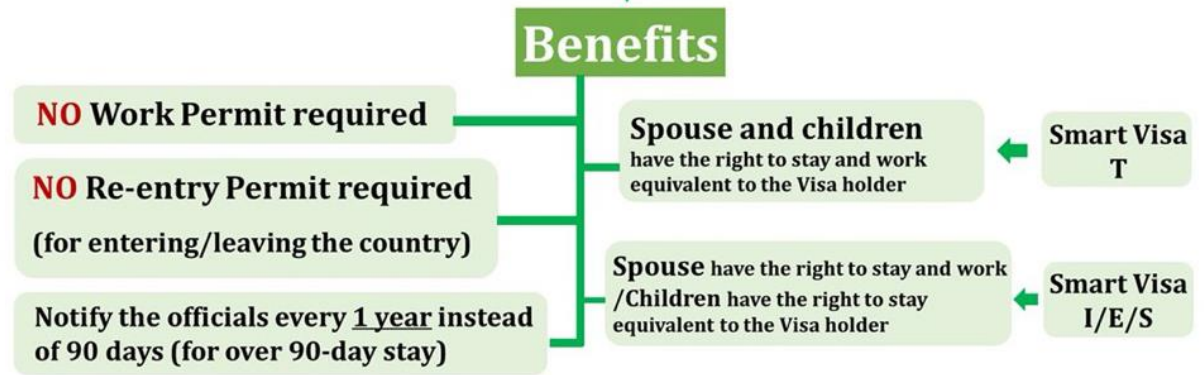 Benefits
NO Work Permit required
NO Re-entry Permit required
(for entering/leaving the country)
Notify the officials every 1 year instead
of 90 days (for over 90-day stay)
Spouse and children
have the right to stay and work
equivalent to the Visa holder
Smart Visa
T
Spouse have the right to stay and work
/Children have the right to stay
equivalent to the Visa holder
Smart Visa
I/E/S